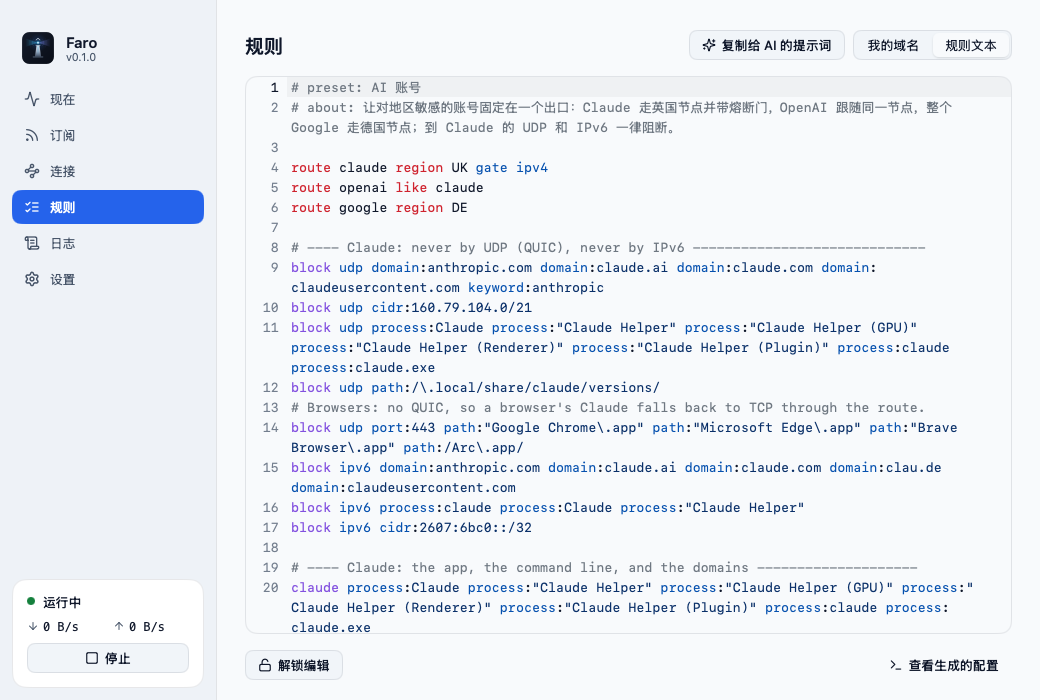 Faro
v0.1.0
现在
订阅
连接
规则
日志
设置
运行中
↓ 0 B/s ↑ 0 B/s
停止
规则
复制给 AI 的提示词
我的域名
规则文本
1 # preset: AI 账号
2 # about: 让对地区敏感的账号固定在一个出口：Claude 走英国节点并带熔断门，OpenAI 跟随同一节点，整个
Google 走德国节点；到 Claude 的 UDP 和 IPv6 一律阻断。
3
4 route claude region UK gate ipv4
5 route openai like claude
6 route google region DE
7
8 # ———— Claude: never by UDP (QUIC), never by IPv6 —————————————————————————————
9 block udp domain:anthropic.com domain:claude.ai domain:claude.com domain:
claudeusercontent.com keyword:anthropic
10 block udp cidr:160.79.104.0/21
11 block udp process:Claude process:"Claude Helper" process:"Claude Helper (GPU)"
process:"Claude Helper (Renderer)" process:"Claude Helper (Plugin)" process:claude
process:claude.exe
12 block udp path:/\.local/share/claude/versions/
13 # Browsers: no QUIC, so a browser's Claude falls back to TCP through the route.
14 block udp port:443 path:"Google Chrome\.app" path:"Microsoft Edge\.app" path:"Brave
Browser\.app" path:/Arc\.app/
15 block ipv6 domain:anthropic.com domain:claude.ai domain:claude.com domain:clau.de
domain:claudeusercontent.com
16 block ipv6 process:claude process:Claude process:"Claude Helper"
17 block ipv6 cidr:2607:6bc0::/32
18
19 # ———— Claude: the app, the command line, and the domains ————————————————————
20 claude process:Claude process:"Claude Helper" process:"Claude Helper (GPU)" process:"
Claude Helper (Renderer)" process:"Claude Helper (Plugin)" process:claude process:
claude.exe
解锁编辑
查看生成的配置